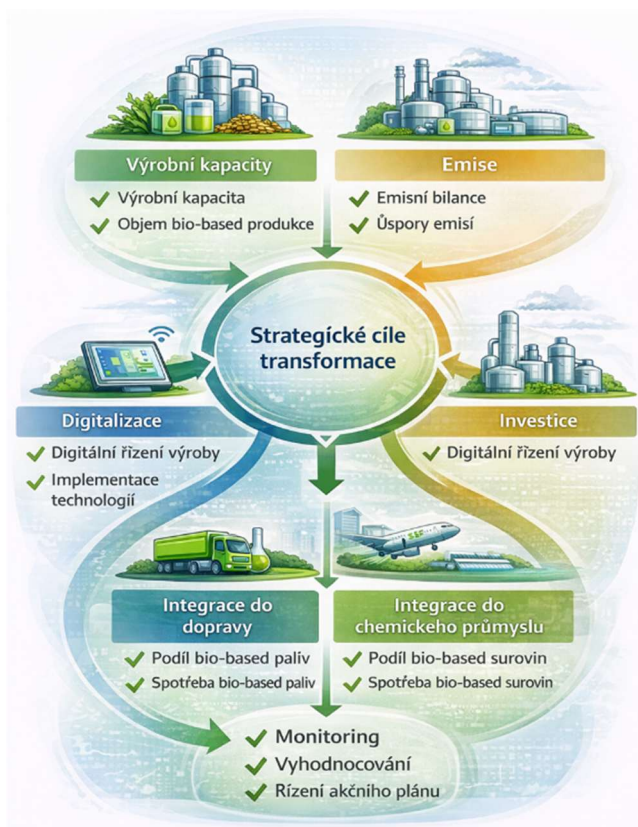 Výrobní kapacity
Výrobní kapacita
Objem bio-based produkce
Emise
Emisní bilance
Úspory emisí
Strategícké cíle
transformace
Digitalizace
Digitální řízení výroby
Implementace
technologií
Investice
Digitální řízení výroby
Integrace do
dopravy
Podíl bio-based paliv
Spotřeba bio-based paliv
Integrace do
chemickeho průmyslu
Podíl bio-based surovin
Spotřeba bio-based surovin
Monitoring
Vyhodnocování
Řízení akčního plánu